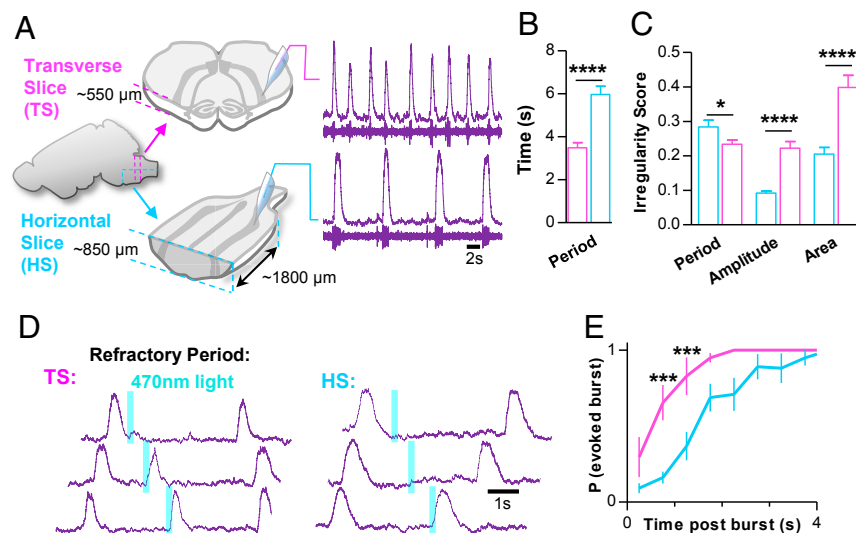 A
Transverse
Slice
(TS)
~550 µm
Horizontal
Slice
(HS)
~850 µm
~1800 µm
2s
B
Time (s)
8
6
4
2
0
****
Period
C
Irregularity Score
0.5
0.4
0.3
0.2
0.1
0.0
*
****
****
Period
Amplitude
Area
D
Refractory Period:
TS:
470nm light
HS:
1s
E
P (evoked burst)
1
0
***
***
0
Time post burst (s)
4